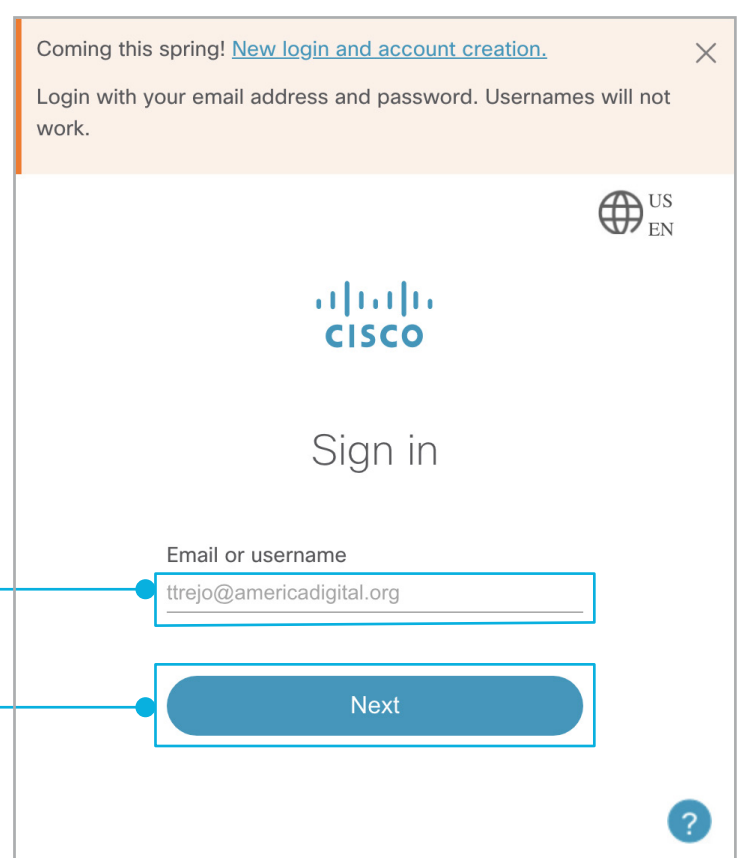 Coming this spring! New login and account creation.
Login with your email address and password. Usernames will not
work.
US
EN
CISCO
Sign in
Email or username
ttrejo@americadigital.org
Next
?